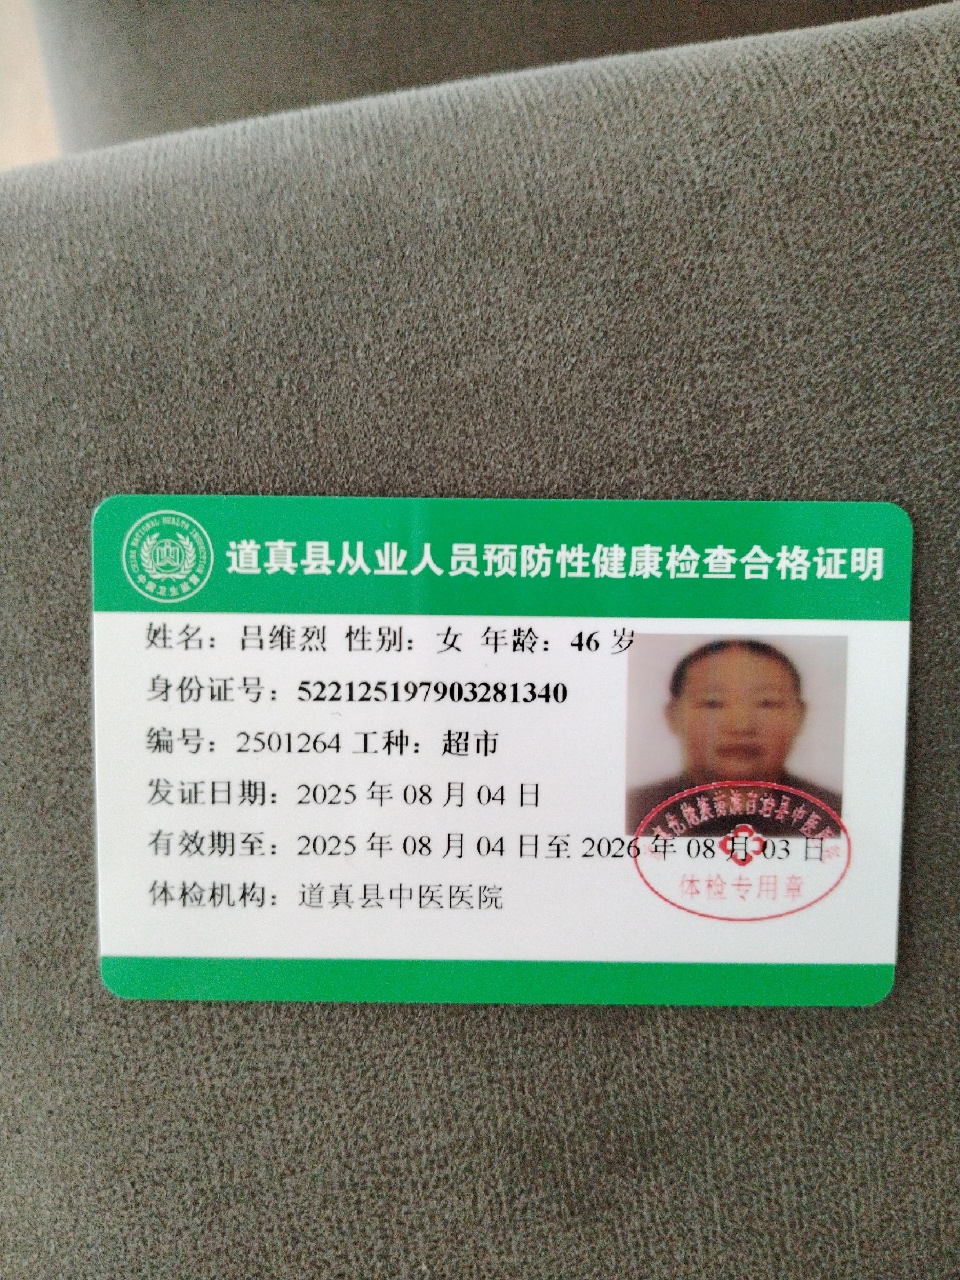 道真县从业人员预防性健康检查合格证明
姓名：吕维烈 性别：女 年龄：46 岁
身份证号：522125197903281340
编号：2501264 工种：超市
发证日期：2025 年 08 月 04 日
有效期至：2025 年 08 月 04 日至 2026 年 08 月 03 日
体检机构：道真县中医医院
体检专用章